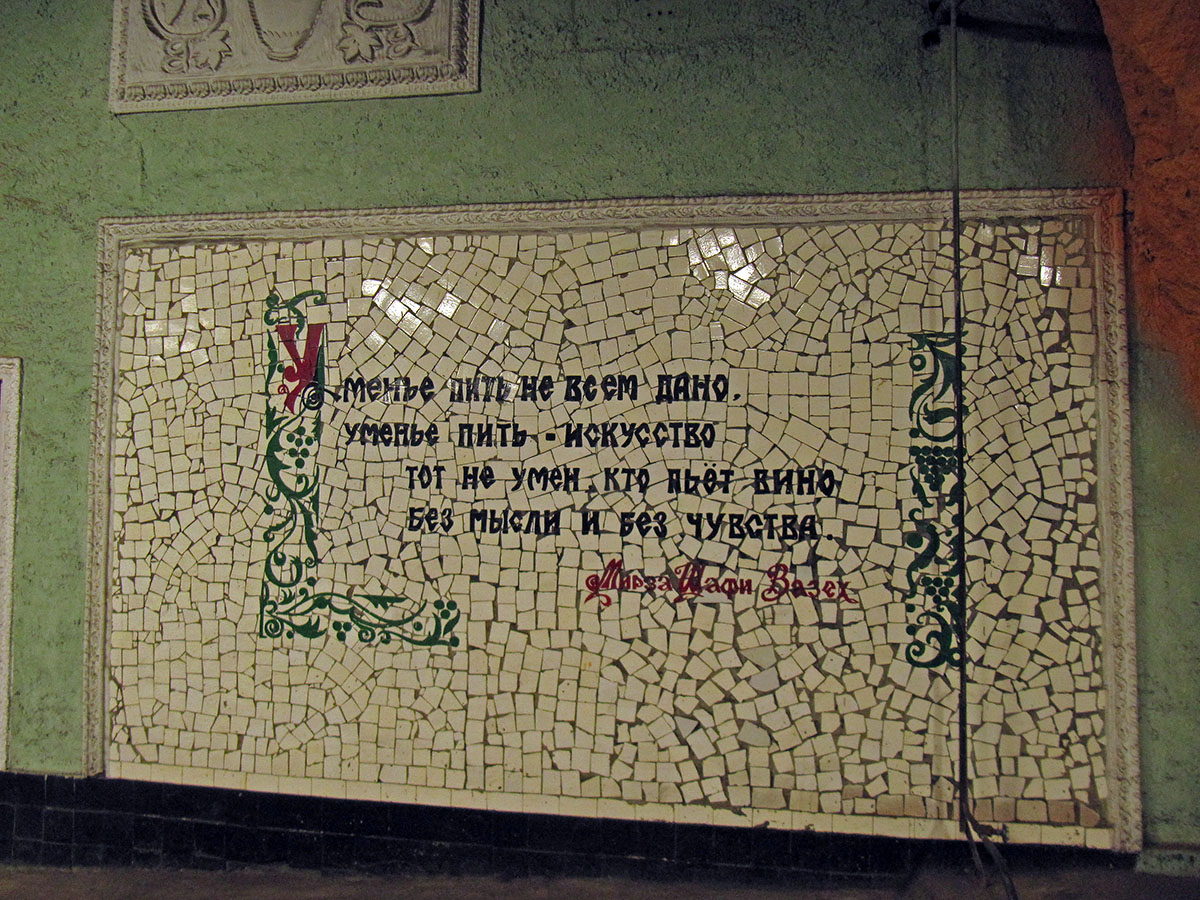 Уменье пить не всем дано.
уменье пить - искусство
тот не умен, кто пьёт вино
без мысли и без чувства.
Мирза Шафи Вазех